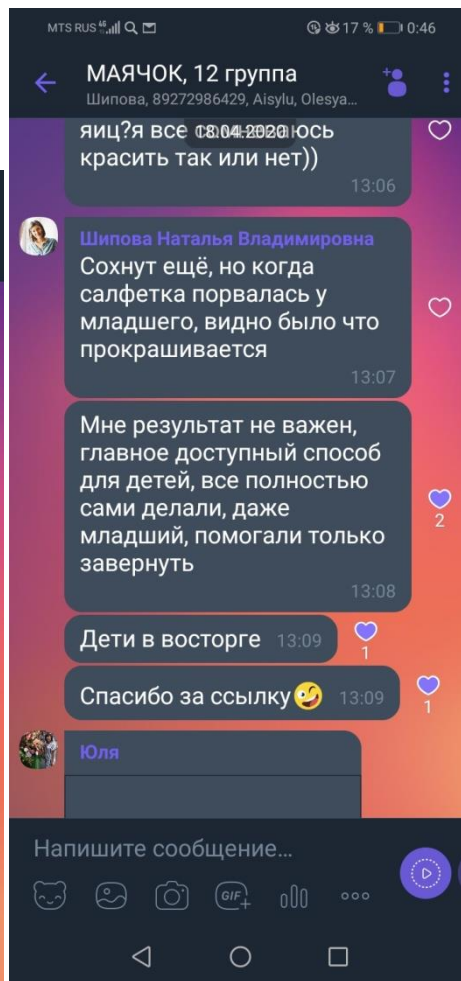 MTS RUS 4G 17 % 0:46
МАЯЧОК, 12 группа
Шипова, 89272986429, Aisylu, Olesya...
18.04.2020
яиц?я все юсь
красить так или нет))
13:06
Шипова Наталья Владимировна
Сохнут ещё, но когда
салфетка порвалась у
младшего, видно было что
прокрашивается
13:07
Мне результат не важен,
главное доступный способ
для детей, все полностью
сами делали, даже
младший, помогали только
завернуть
13:08
2
Дети в восторге 13:09
1
Спасибо за ссылку🤪 13:09
1
Юля
Напишите сообщение...
GIF